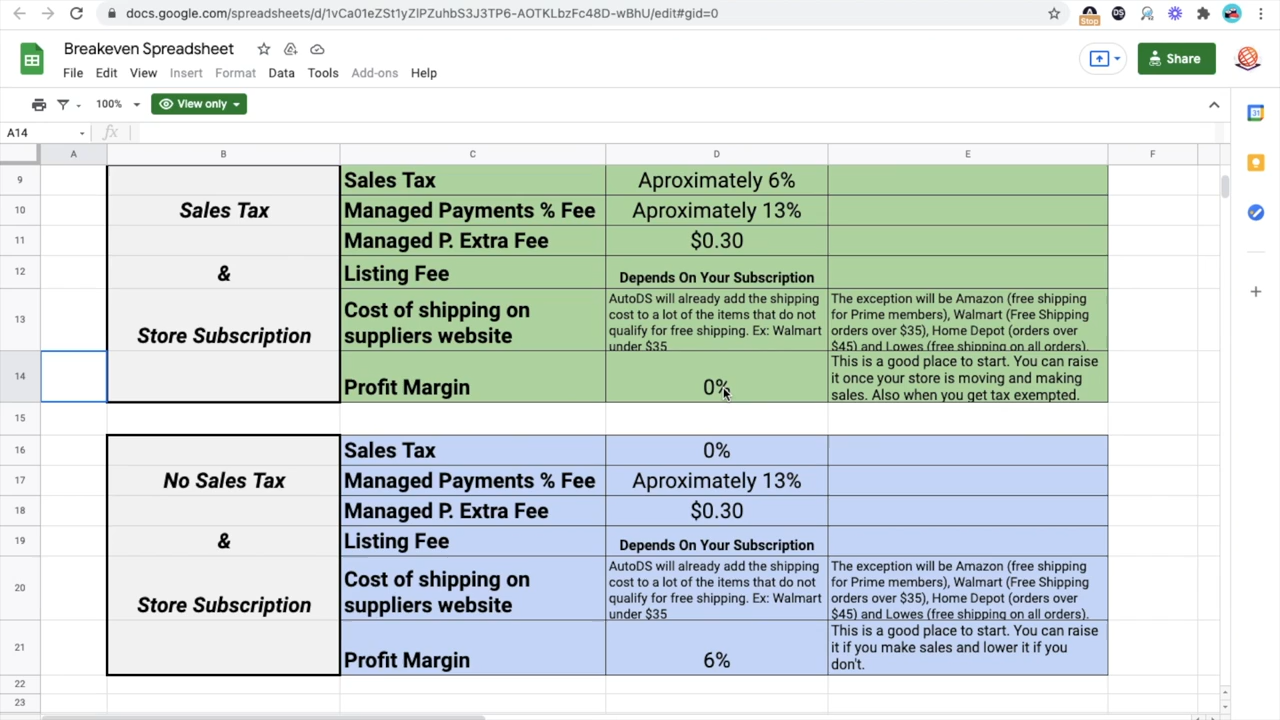 docs.google.com/spreadsheets/d/1vCa01eZSt1yZIPZuhbS3J3TP6-AOTKLbzFc48D-wBhU/edit#gid=0
Stop
DS
Breakeven Spreadsheet
File Edit View Insert Format Data Tools Add-ons Help
Share
100% View only
A14 fx
A B C D E F
9 Sales Tax Aproximately 6%
10 Sales Tax Managed Payments % Fee Aproximately 13%
11 Managed P. Extra Fee $0.30
12 & Listing Fee Depends On Your Subscription
13 Store Subscription
Cost of shipping on
suppliers website
AutoDS will already add the shipping
cost to a lot of the items that do not
qualify for free shipping. Ex: Walmart
under $35
The exception will be Amazon (free shipping
for Prime members), Walmart (Free Shipping
orders over $35), Home Depot (orders over
$45) and Lowes (free shipping on all orders).
14 Profit Margin 0%
This is a good place to start. You can raise
it once your store is moving and making
sales. Also when you get tax exempted.
15
16 Sales Tax 0%
17 No Sales Tax Managed Payments % Fee Aproximately 13%
18 Managed P. Extra Fee $0.30
19 & Listing Fee Depends On Your Subscription
20 Store Subscription
Cost of shipping on
suppliers website
AutoDS will already add the shipping
cost to a lot of the items that do not
qualify for free shipping. Ex: Walmart
under $35
The exception will be Amazon (free shipping
for Prime members), Walmart (Free Shipping
orders over $35), Home Depot (orders over
$45) and Lowes (free shipping on all orders).
21 Profit Margin 6%
This is a good place to start. You can raise
it if you make sales and lower it if you
don't.
22
23
31